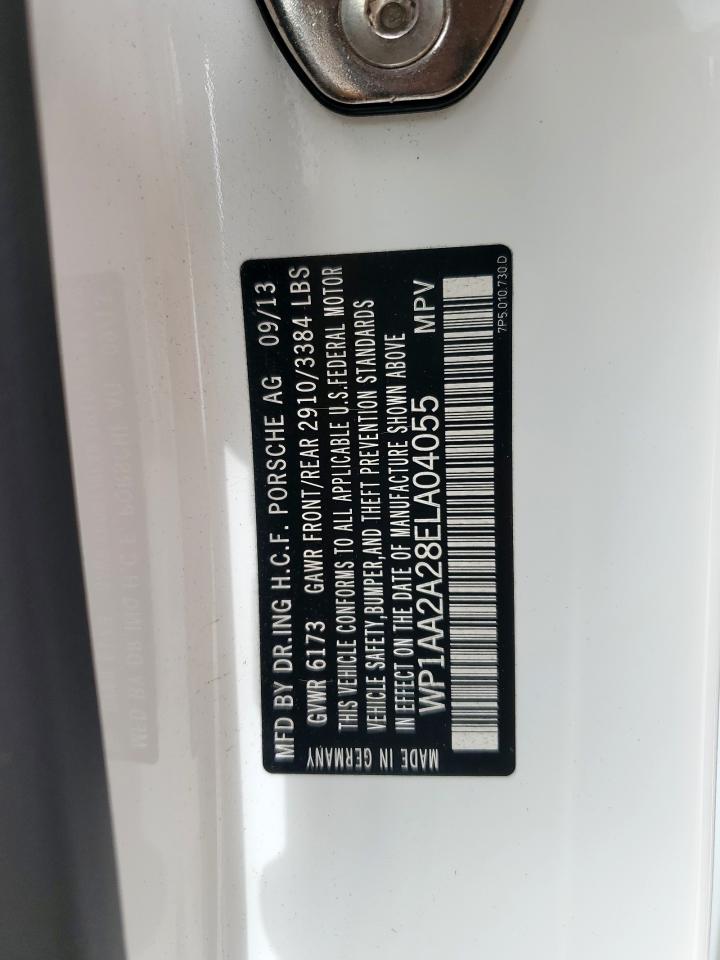 MFD BY DR.ING H.C.F. PORSCHE AG 09/13
GVWR 6173 GAWR FRONT/REAR 2910/3384 LBS
THIS VEHICLE CONFORMS TO ALL APPLICABLE U.S.FEDERAL MOTOR
VEHICLE SAFETY,BUMPER,AND THEFT PREVENTION STANDARDS
IN EFFECT ON THE DATE OF MANUFACTURE SHOWN ABOVE
WP1AA2A28ELA04055 MPV
7P5.010.730 D
MADE IN GERMANY